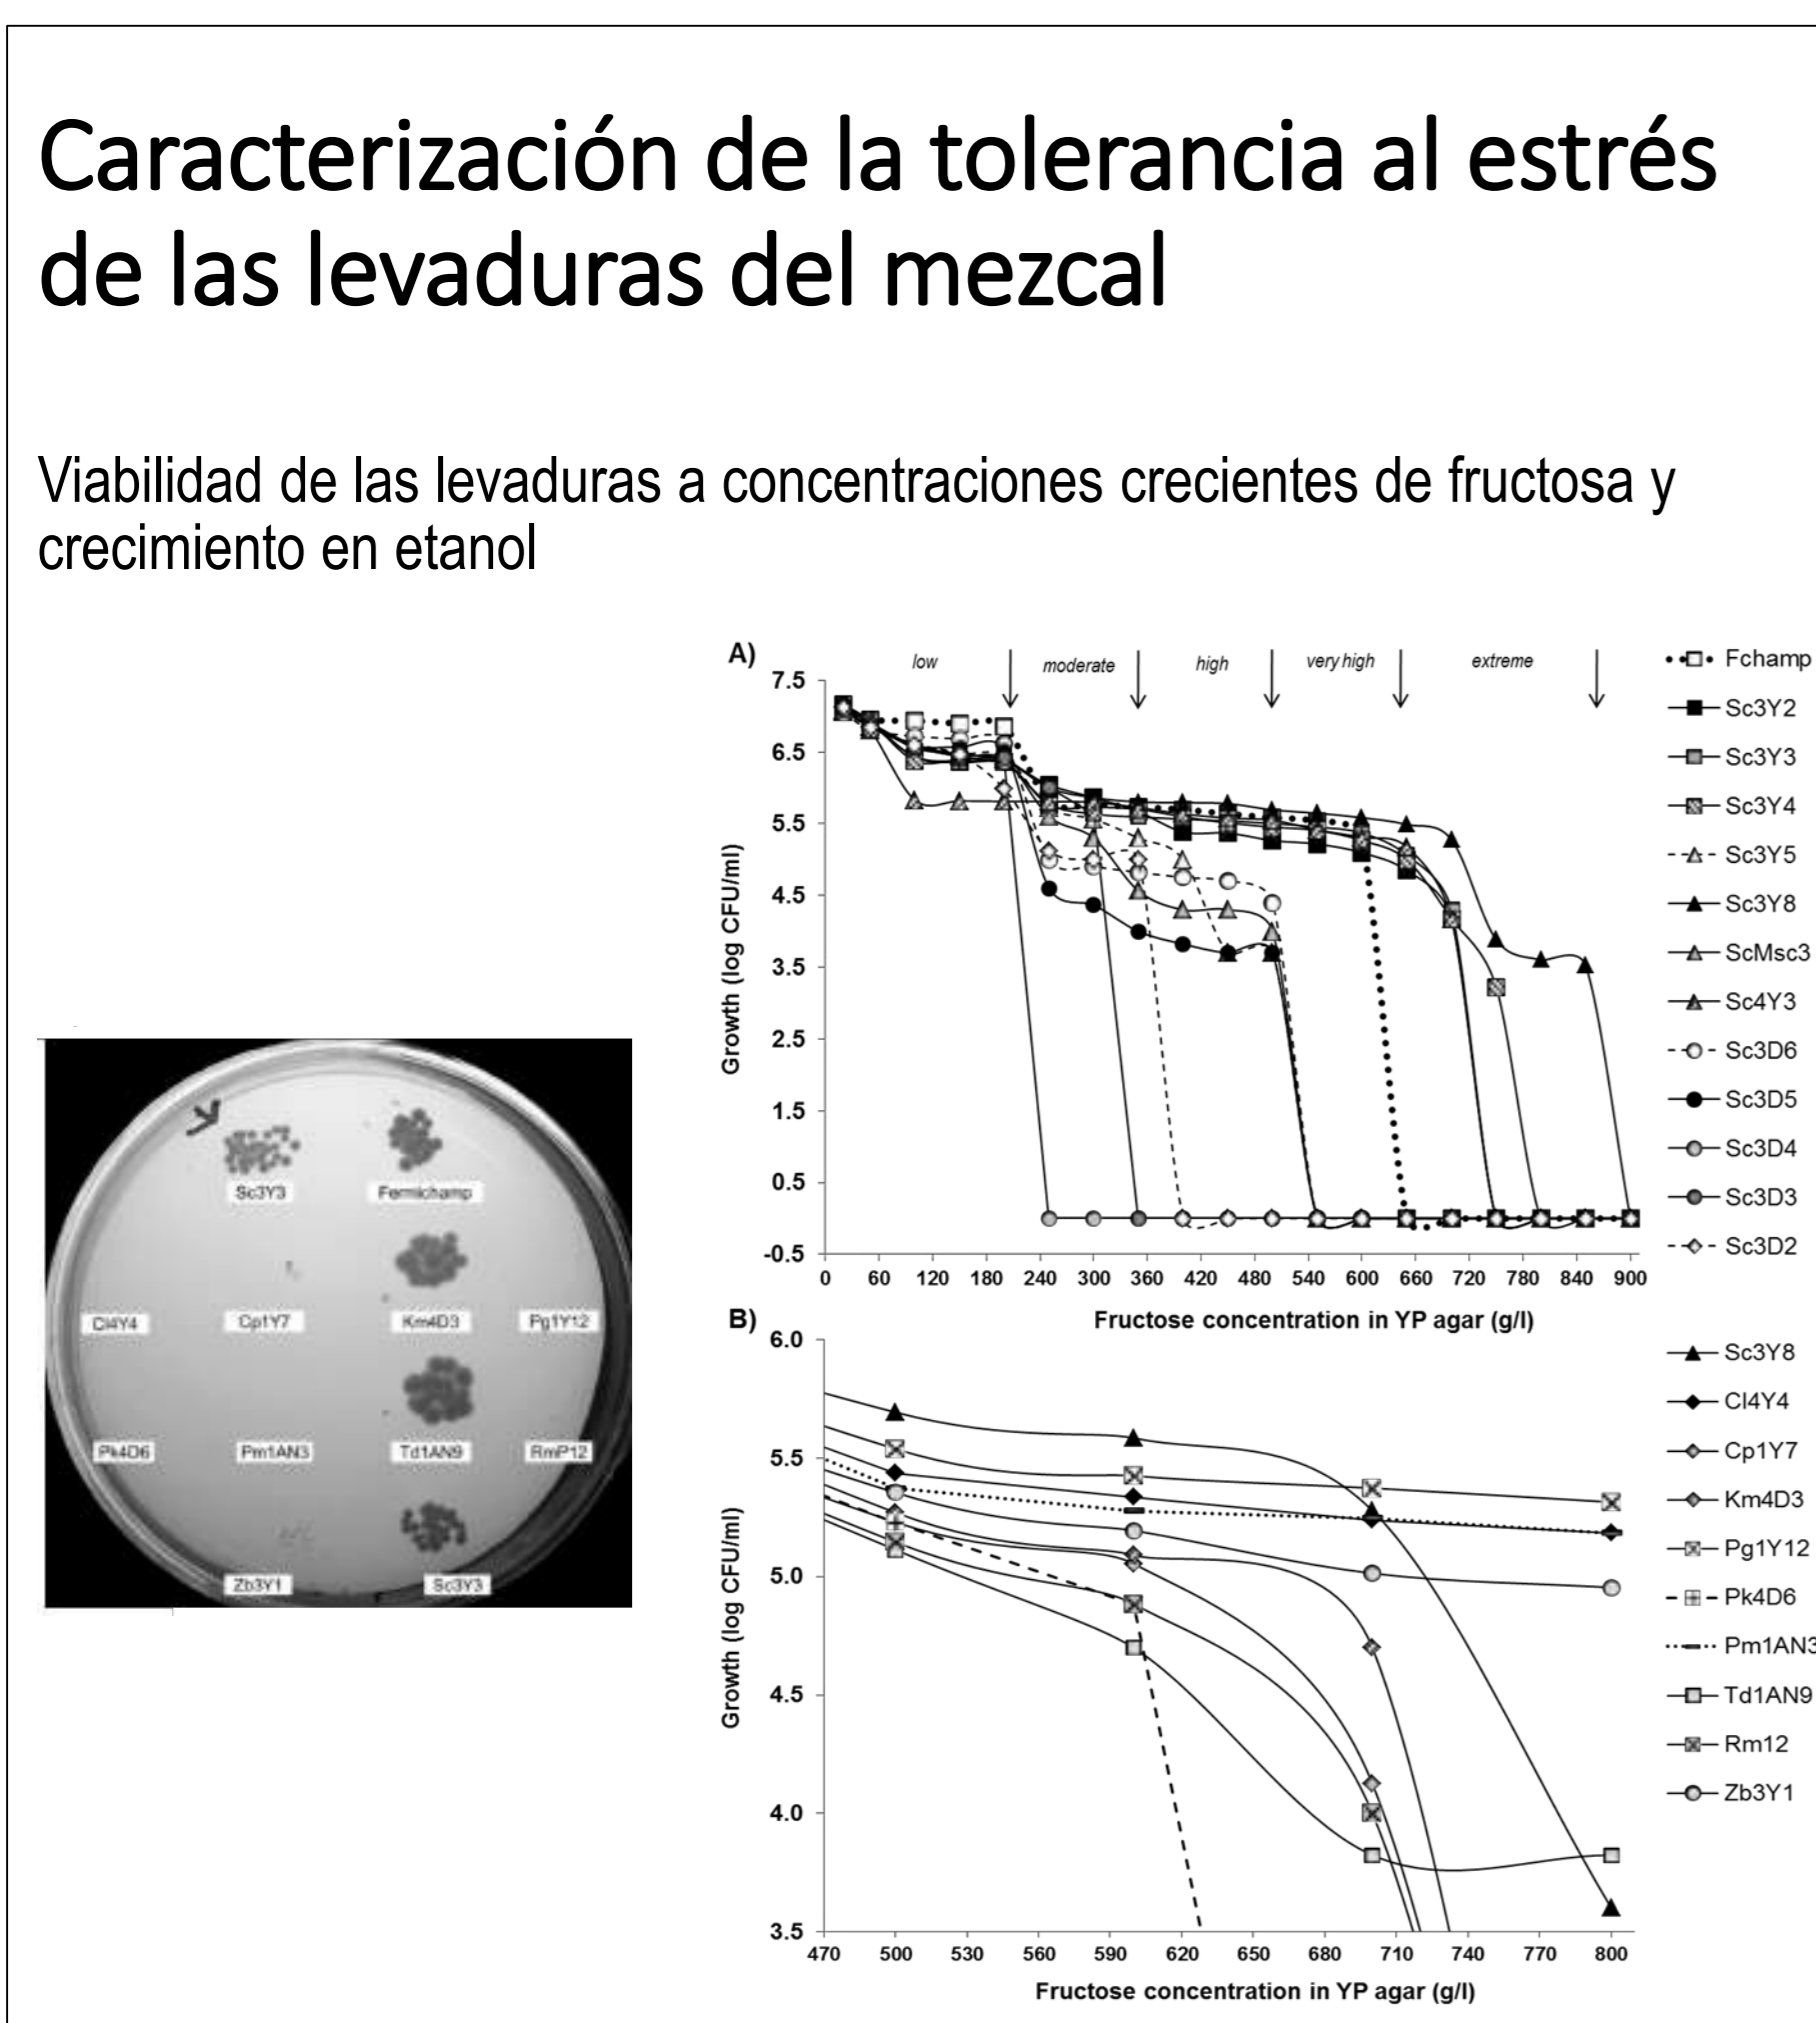 Caracterización de la tolerancia al estrés
de las levaduras del mezcal
Viabilidad de las levaduras a concentraciones crecientes de fructosa y
crecimiento en etanol
Sc3Y3 Fermichamp
Cl4Y4 Cp1Y7 Km4D3 Pg1Y12
Pk4D6 Pm1AN3 Td1AN9 RmP12
Zb3Y1 Sc3Y3
A)
low moderate high very high extreme
Growth (log CFU/ml)
7.5
6.5
5.5
4.5
3.5
2.5
1.5
0.5
-0.5
0 60 120 180 240 300 360 420 480 540 600 660 720 780 840 900
Fructose concentration in YP agar (g/l)
Fchamp
Sc3Y2
Sc3Y3
Sc3Y4
Sc3Y5
Sc3Y8
ScMsc3
Sc4Y3
Sc3D6
Sc3D5
Sc3D4
Sc3D3
Sc3D2
B)
Growth (log CFU/ml)
6.0
5.5
5.0
4.5
4.0
3.5
470 500 530 560 590 620 650 680 710 740 770 800
Fructose concentration in YP agar (g/l)
Sc3Y8
Cl4Y4
Cp1Y7
Km4D3
Pg1Y12
Pk4D6
Pm1AN3
Td1AN9
Rm12
Zb3Y1